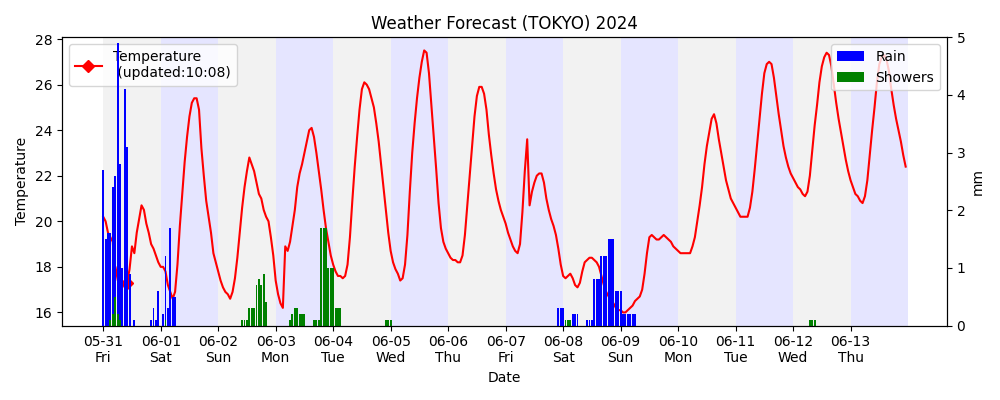 Weather Forecast (TOKYO) 2024
Temperature
(updated:10:08)
Rain
Showers
28
26
24
22
20
18
16
Temperature
5
4
3
2
1
0
mm
05-31 06-01 06-02 06-03 06-04 06-05 06-06 06-07 06-08 06-09 06-10 06-11 06-12 06-13
Fri Sat Sun Mon Tue Wed Thu Fri Sat Sun Mon Tue Wed Thu
Date